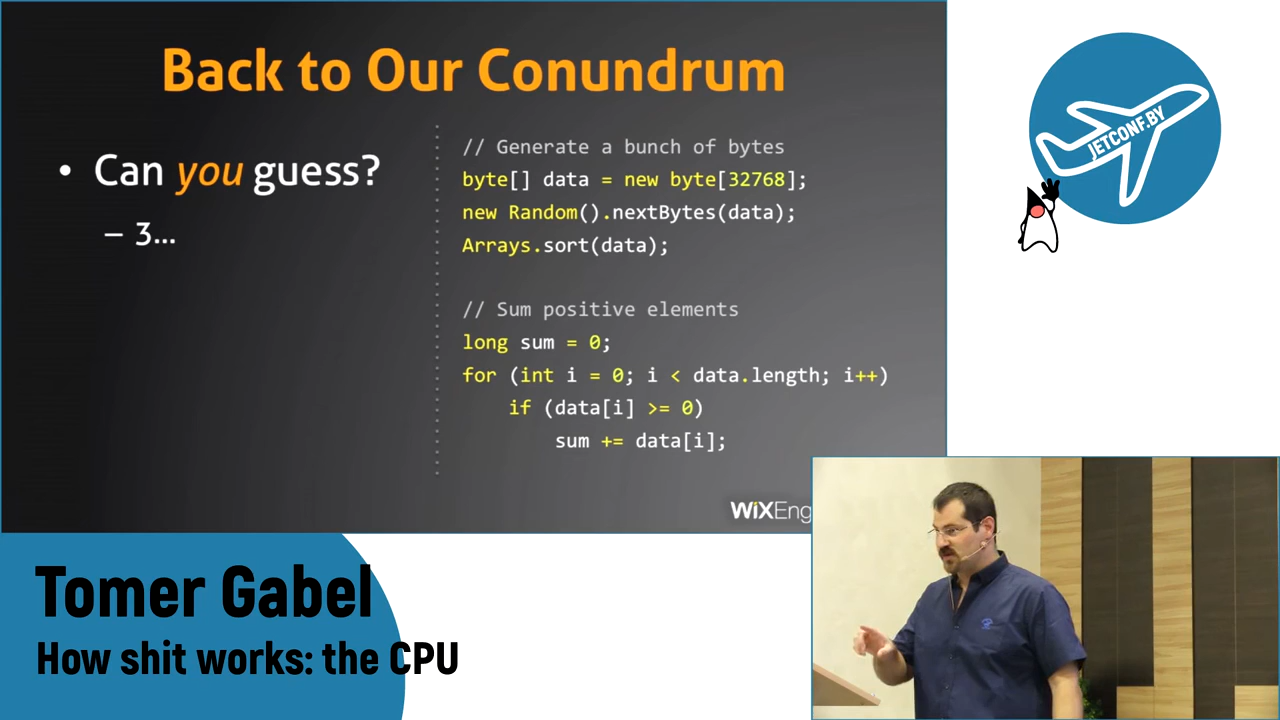 Back to Our Conundrum
• Can you guess?
– 3...
// Generate a bunch of bytes
byte[] data = new byte[32768];
new Random().nextBytes(data);
Arrays.sort(data);
// Sum positive elements
long sum = 0;
for (int i = 0; i < data.length; i++)
if (data[i] >= 0)
sum += data[i];
WiXEng
JETCONF.BY
Tomer Gabel
How shit works: the CPU